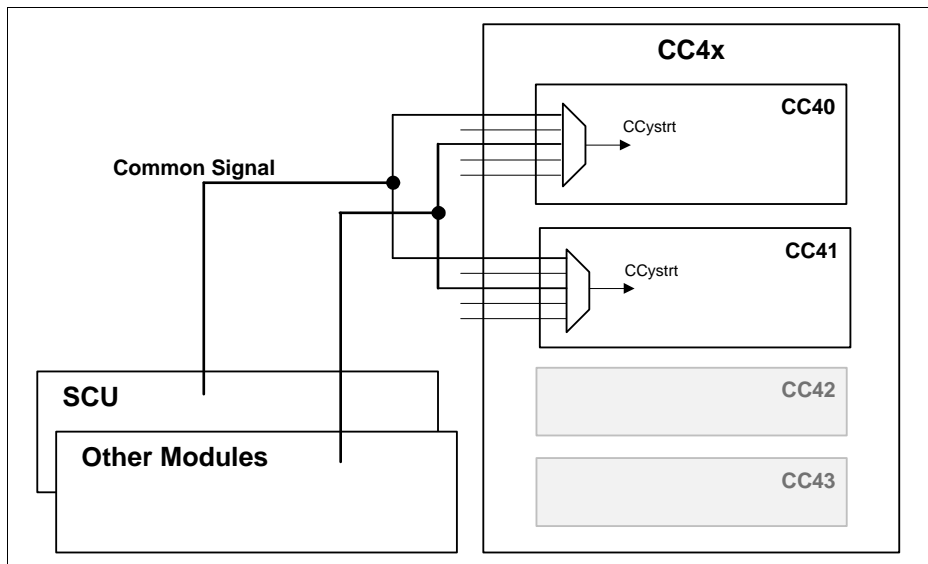 CC4x
CC40
CCystrt
Common Signal
CC41
CCystrt
SCU
CC42
Other Modules
CC43